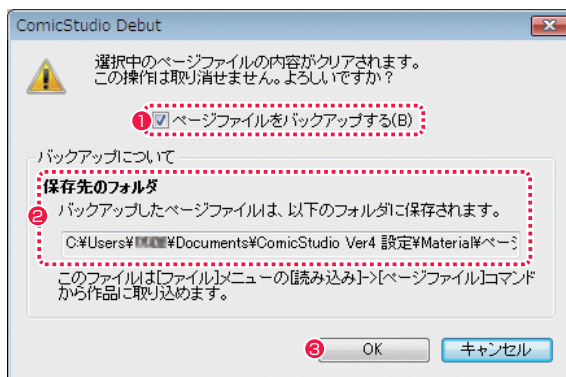 ComicStudio Debut
選択中のページファイルの内容がクリアされます。
この操作は取り消せません。よろしいですか?
1 ページファイルをバックアップする(B)
バックアップについて
保存先のフォルダ
2
バックアップしたページファイルは、以下のフォルダに保存されます。
C:¥Users¥ ¥Documents¥ComicStudio Ver4 設定¥Material¥ペー
このファイルは[ファイル]メニューの[読み込み]->[ページファイル]コマンド
から作品に取り込めます。
3 OK キャンセル